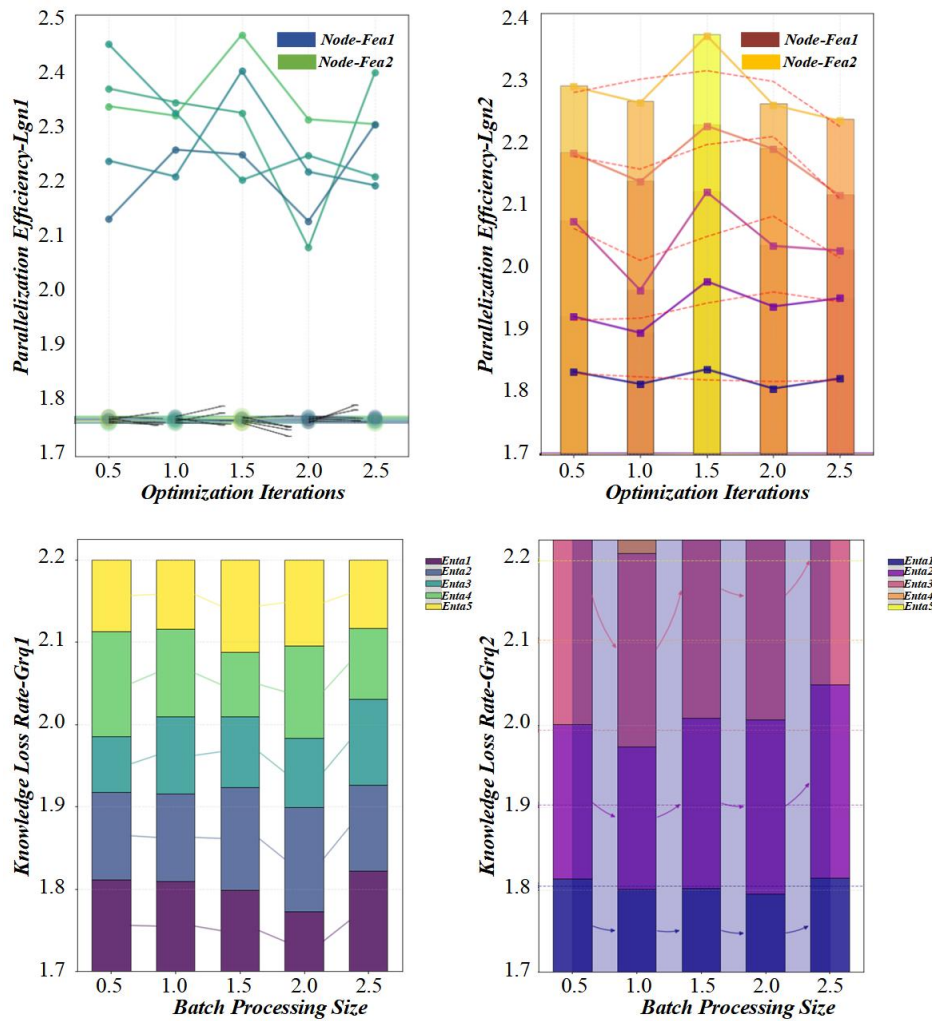 2.5
2.4
2.3
2.2
2.1
2.0
1.9
1.8
1.7
Parallelization Efficiency-Lgn1
Node-Fea1
Node-Fea2
0.5 1.0 1.5 2.0 2.5
Optimization Iterations
2.4
2.3
2.2
2.1
2.0
1.9
1.8
1.7
Parallelization Efficiency-Lgn2
Node-Fea1
Node-Fea2
0.5 1.0 1.5 2.0 2.5
Optimization Iterations
2.2
2.1
2.0
1.9
1.8
1.7
Knowledge Loss Rate-Grq1
Enta1
Enta2
Enta3
Enta4
Enta5
0.5 1.0 1.5 2.0 2.5
Batch Processing Size
2.2
2.1
2.0
1.9
1.8
1.7
Knowledge Loss Rate-Grq2
Enta1
Enta2
Enta3
Enta4
Enta5
0.5 1.0 1.5 2.0 2.5
Batch Processing Size